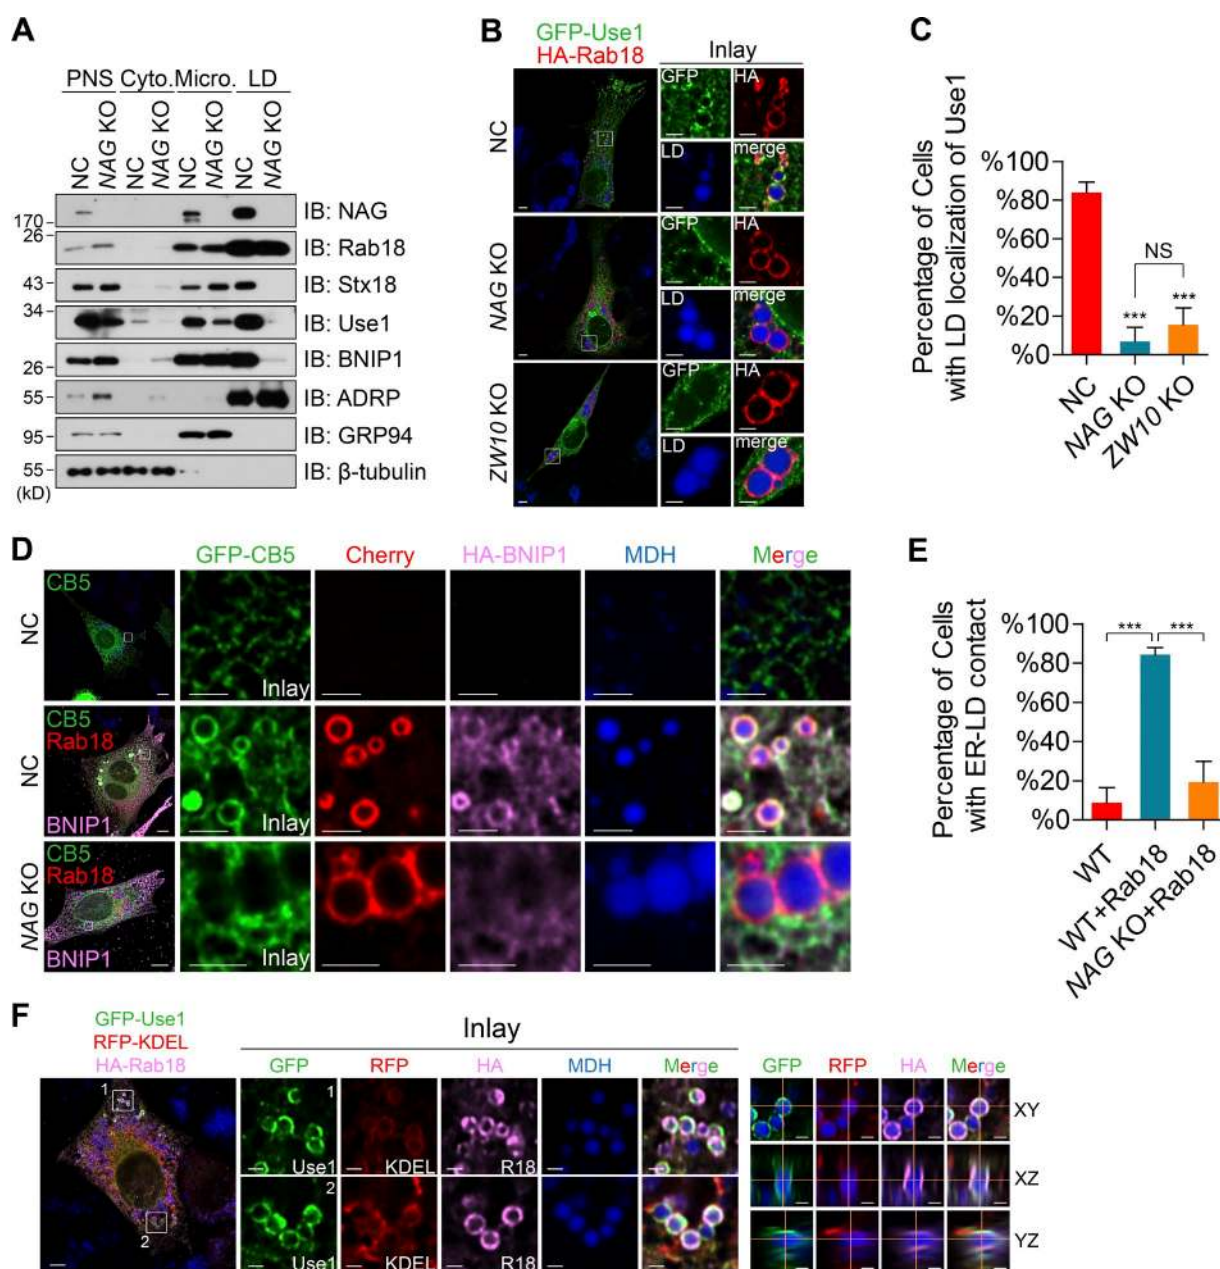 A
PNS Cyto. Micro. LD
NC NAG KO NC NAG KO NC NAG KO NC NAG KO
170 IB: NAG
26 IB: Rab18
43 IB: Stx18
34 IB: Use1
26 IB: BNIP1
55 IB: ADRP
95 IB: GRP94
55 IB: β-tubulin
(kD)
B
GFP-Use1
HA-Rab18
Inlay
NC
GFP HA
LD merge
NAG KO
GFP HA
LD merge
ZW10 KO
GFP HA
LD merge
C
Percentage of Cells
with LD localization of Use1
%100
%80
%60
%40
%20
%0
NS
*** ***
NC NAG KO ZW10 KO
D
GFP-CB5 Cherry HA-BNIP1 MDH Merge
NC
CB5
Inlay
NC
CB5
Rab18
BNIP1
Inlay
NAG KO
CB5
Rab18
BNIP1
Inlay
E
Percentage of Cells
with ER-LD contact
%100
%80
%60
%40
%20
%0
*** ***
WT WT+Rab18 NAG KO+Rab18
F
GFP-Use1
RFP-KDEL
HA-Rab18
1
2
Inlay
GFP RFP HA MDH Merge
1
Use1 KDEL R18
2
Use1 KDEL R18
GFP RFP HA Merge
XY
XZ
YZ